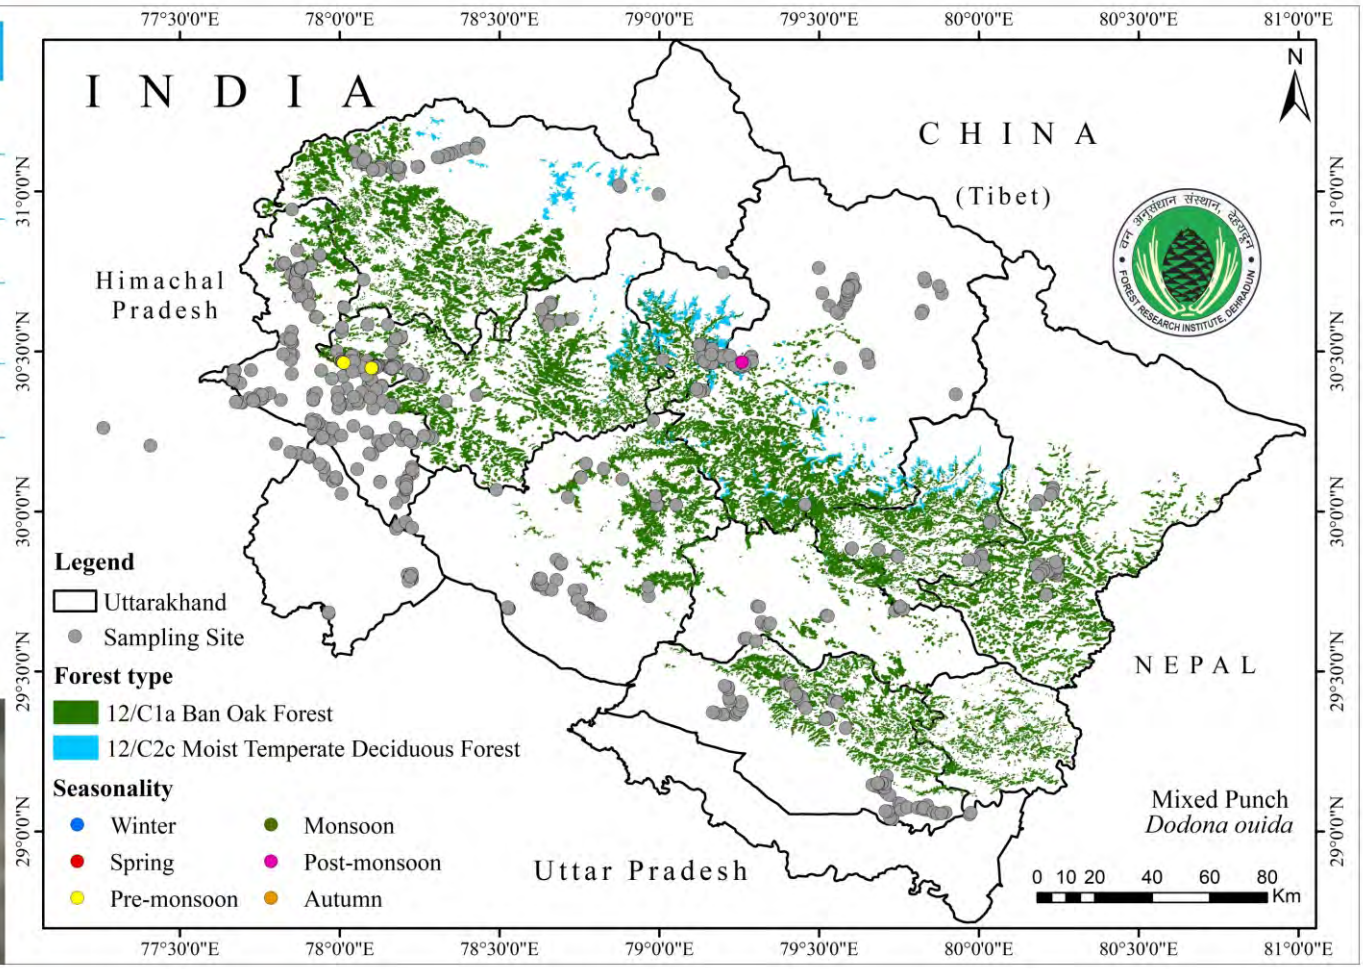 77°30'0"E 78°0'0"E 78°30'0"E 79°0'0"E 79°30'0"E 80°0'0"E 80°30'0"E 81°0'0"E
INDIA
N
CHINA
(Tibet)
वन अनुसंधान संस्थान, देहरादून
FOREST RESEARCH INSTITUTE, DEHRADUN
31°0'0"N
31°0'0"N
Himachal
Pradesh
30°30'0"N
30°30'0"N
30°0'0"N
30°0'0"N
Legend
Uttarakhand
Sampling Site
29°30'0"N
NEPAL
29°30'0"N
Forest type
12/C1a Ban Oak Forest
12/C2c Moist Temperate Deciduous Forest
Seasonality
Winter
Monsoon
Spring
Post-monsoon
Pre-monsoon
Autumn
29°0'0"N
29°0'0"N
Mixed Punch
Dodona ouida
Uttar Pradesh
0 10 20 40 60 80
Km
77°30'0"E 78°0'0"E 78°30'0"E 79°0'0"E 79°30'0"E 80°0'0"E 80°30'0"E 81°0'0"E